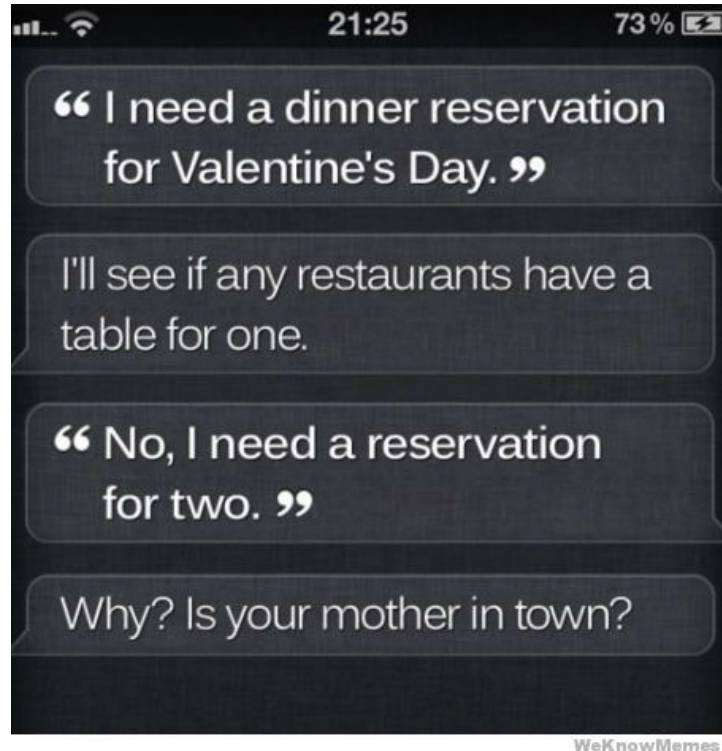 21:25
73%
“ I need a dinner reservation
for Valentine's Day. ”
I'll see if any restaurants have a
table for one.
“ No, I need a reservation
for two. ”
Why? Is your mother in town?
WeKnowMemes